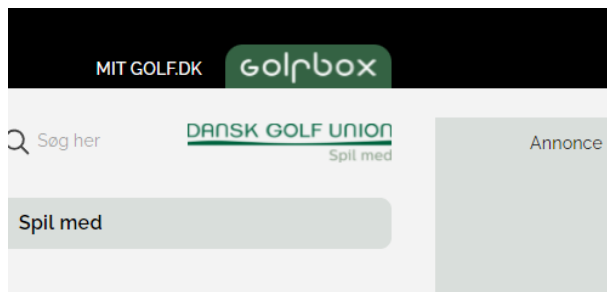 MIT GOLF.DK
GolfBox
Søg her
DANSK GOLF UNION
Spil med
Annonce
Spil med